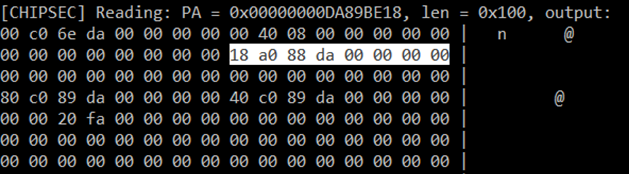 [CHIPSEC] Reading: PA = 0x00000000DA89BE18, len = 0x100, output:
00 c0 6e da 00 00 00 00 00 40 08 00 00 00 00 00 |   n      @
00 00 00 00 00 00 00 00 18 a0 88 da 00 00 00 00 |
00 00 00 00 00 00 00 00 00 00 00 00 00 00 00 00 |
80 c0 89 da 00 00 00 00 40 c0 89 da 00 00 00 00 |         @
00 00 20 fa 00 00 00 00 00 00 00 00 00 00 00 00 |
00 00 00 00 00 00 00 00 00 00 00 00 00 00 00 00 |
00 00 00 00 00 00 00 00 00 00 00 00 00 00 00 00 |